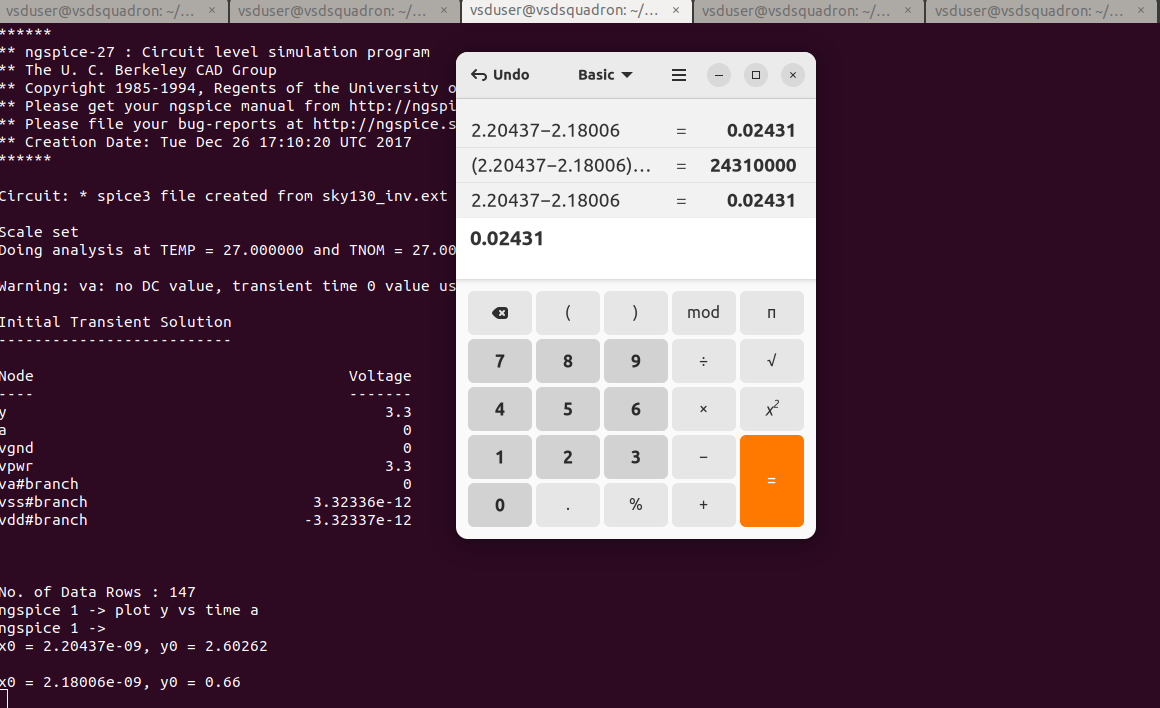 vsduser@vsdsquadron: ~/... × vsduser@vsdsquadron: ~/... × vsduser@vsdsquadron: ~/... × vsduser@vsdsquadron: ~/... × vsduser@vsdsquadron: ~/... ×
******
** ngspice-27 : Circuit level simulation program
** The U. C. Berkeley CAD Group
** Copyright 1985-1994, Regents of the University o
** Please get your ngspice manual from http://ngspi
** Please file your bug-reports at http://ngspice.s
** Creation Date: Tue Dec 26 17:10:20 UTC 2017
******
Circuit: * spice3 file created from sky130_inv.ext
Scale set
Doing analysis at TEMP = 27.000000 and TNOM = 27.00
Warning: va: no DC value, transient time 0 value us
Initial Transient Solution
--------------------------
Node Voltage
---- -------
y 3.3
a 0
vgnd 0
vpwr 3.3
va#branch 0
vss#branch 3.32336e-12
vdd#branch -3.32337e-12
No. of Data Rows : 147
ngspice 1 -> plot y vs time a
ngspice 1 ->
x0 = 2.20437e-09, y0 = 2.60262
x0 = 2.18006e-09, y0 = 0.66
Undo Basic
2.20437−2.18006 = 0.02431
(2.20437−2.18006)... = 24310000
2.20437−2.18006 = 0.02431
0.02431
( ) mod π
7 8 9 ÷ √
4 5 6 × x²
1 2 3 − =
0 . % +